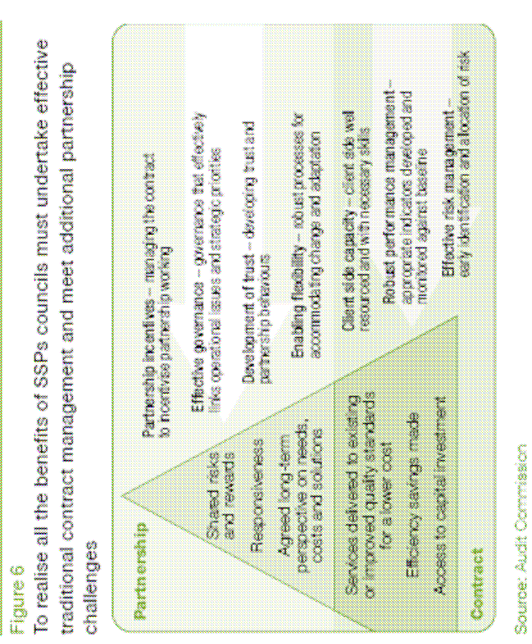 Figure 6
To realise all the benefits of SSPs councils must undertake effective
traditional contract management and meet additional partnership
challenges
Partnership
Shared risks
and rewards
Responsiveness
Agreed long-term
perspective on needs,
costs and solutions
Services delivered to existing
or improved quality standards
for a lower cost
Efficiency savings made
Access to capital investment
Contract
Partnership incentives – managing the contract
to incentivise partnership working
Effective governance – governance that effectively
links operational issues and strategic priorities
Development of trust – developing trust and
partnership behaviours
Enabling flexibility – robust processes for
accommodating change and adaptation
Client side capacity – client side well
resourced and with necessary skills
Robust performance management –
appropriate indicators developed and
monitored against baseline
Effective risk management –
early identification and allocation of risk
Source: Audit Commission